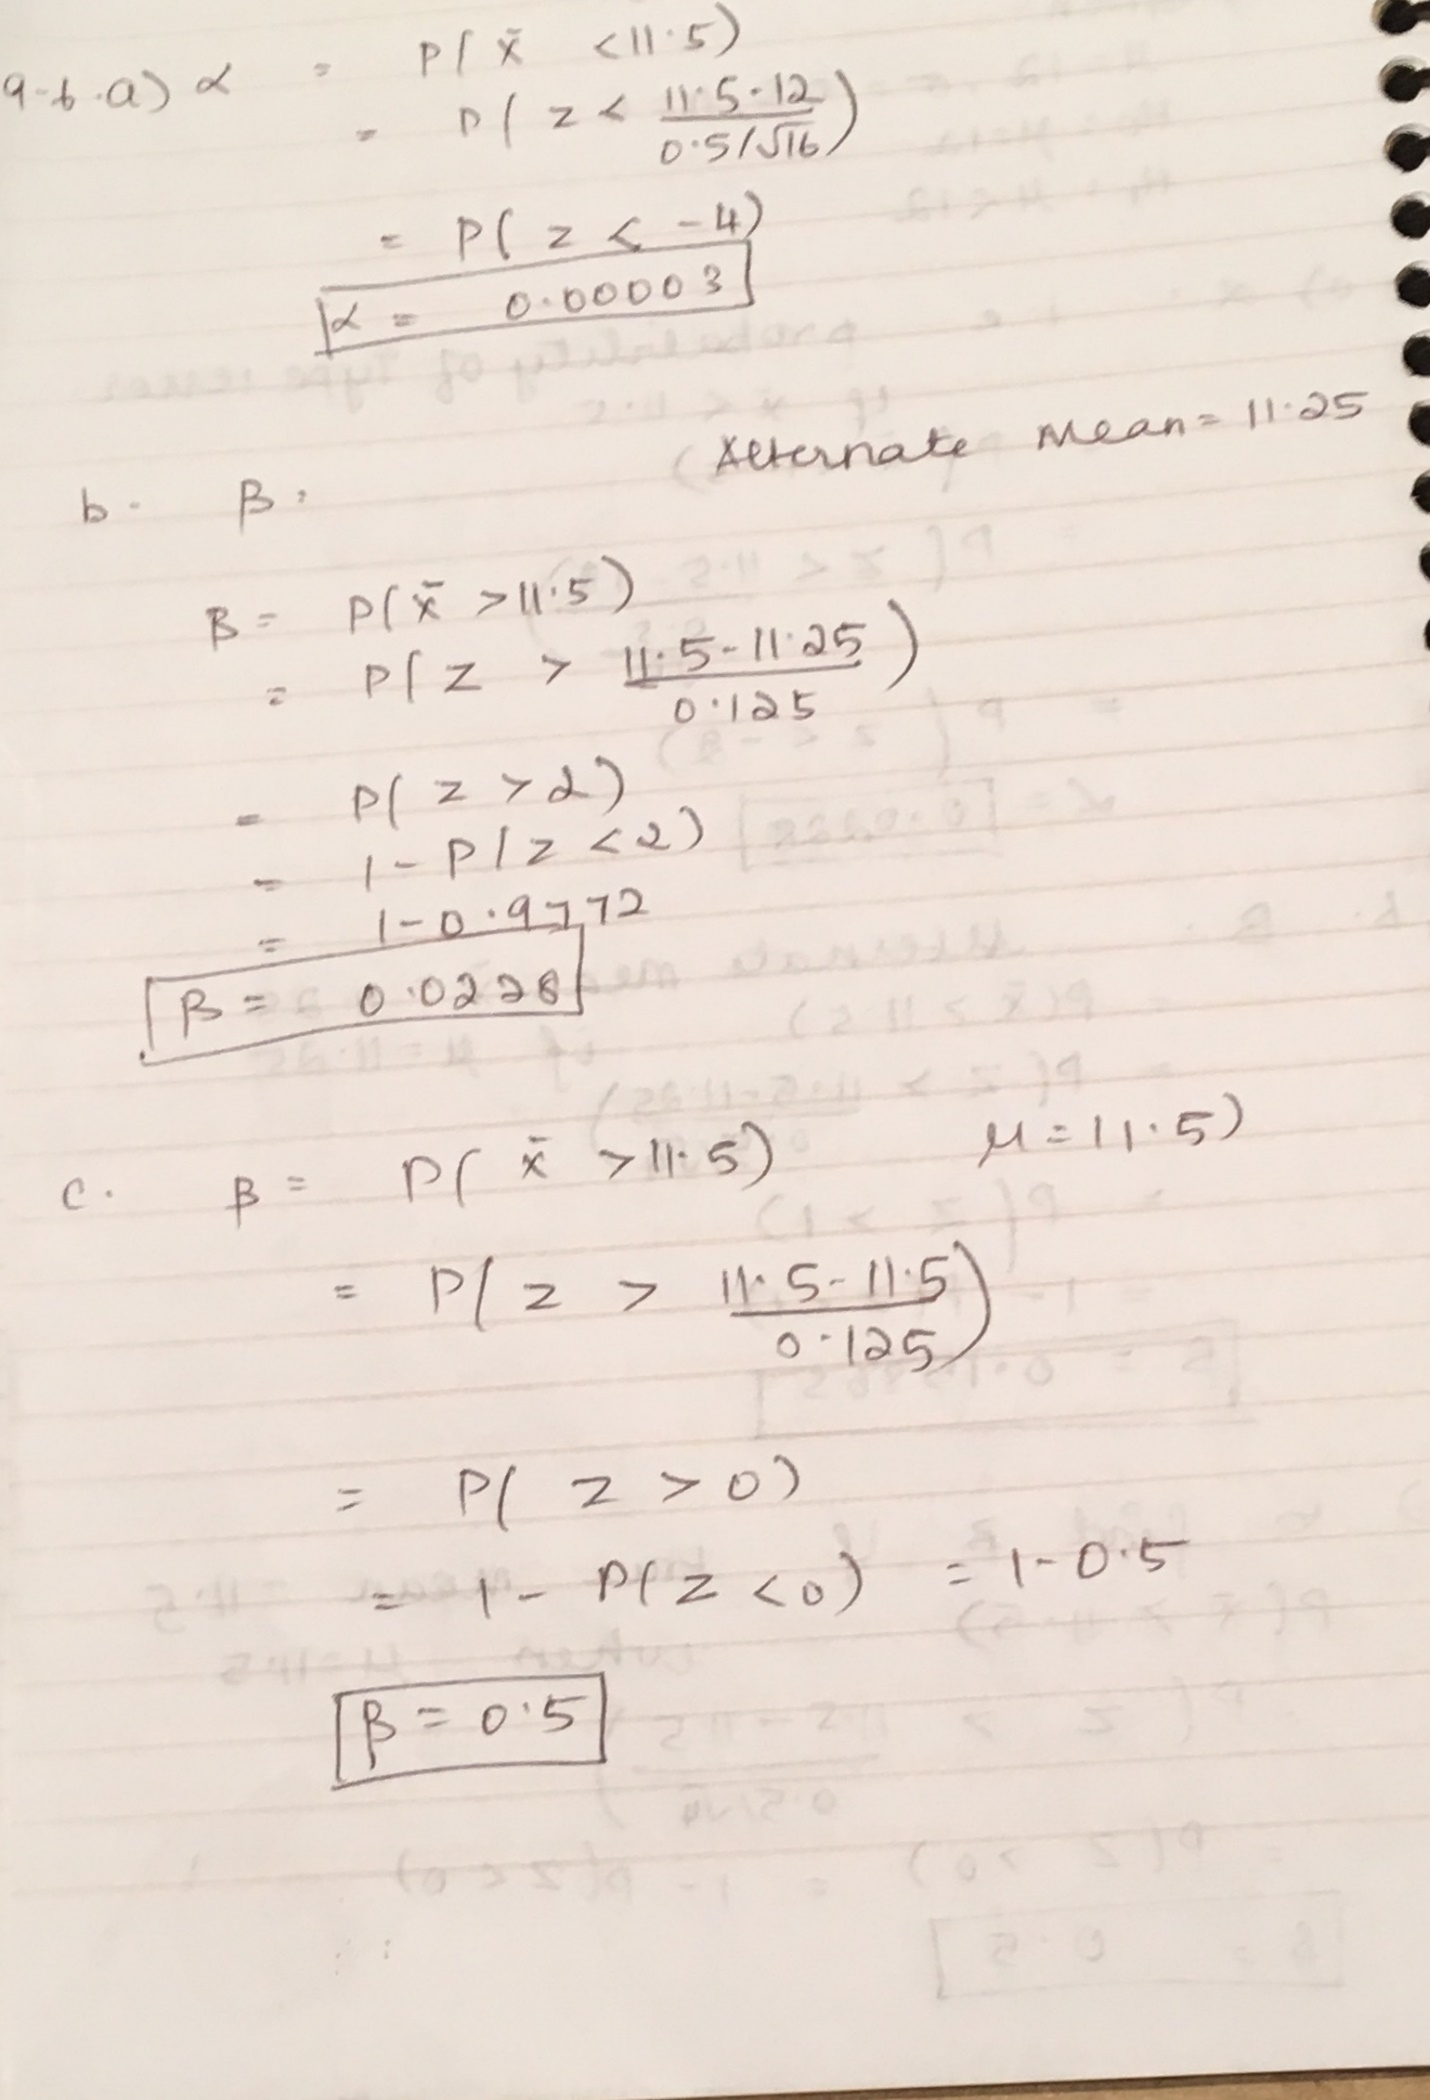 9-6.a) α = P( x̄ < 11.5)
= P( z < 11.5-12 / 0.5/√16 )
= P( z < -4)
α = 0.00003
Alternate Mean = 11.25
b. β:
β = P( x̄ > 11.5)
= P( z > 11.5-11.25 / 0.125 )
= P( z > 2)
= 1 - P( z < 2)
= 1-0.9772
β = 0.0228
c. β = P( x̄ > 11.5) μ = 11.5)
= P( z > 11.5-11.5 / 0.125 )
= P( z > 0)
= 1 - P( z < 0) = 1-0.5
β = 0.5